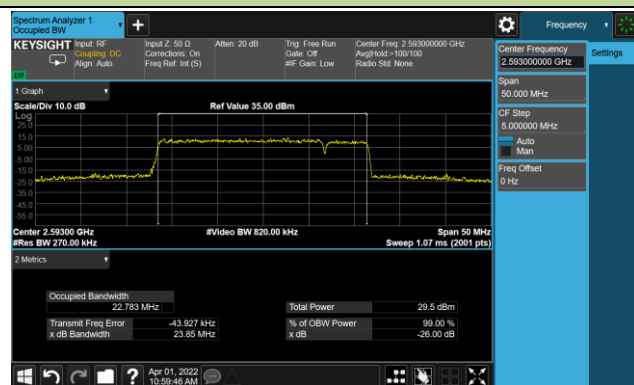 Spectrum Analyzer 1
Occupied BW
Frequency
KEYSIGHT
Input: RF
Coupling: DC
Align: Auto
Input Z: 50 Ω
Corrections: On
Freq Ref: Int (S)
Atten: 20 dB
Trig: Free Run
Gate: Off
#IF Gain: Low
Center Freq: 2.593000000 GHz
Avg|Hold:>100/100
Radio Std: None
Center Frequency
2.593000000 GHz
Settings
Span
50.000 MHz
CF Step
5.000000 MHz
Auto
Man
Freq Offset
0 Hz
1 Graph
Scale/Div 10.0 dB
Ref Value 35.00 dBm
Log
25.0
15.0
5.00
-5.00
-15.0
-25.0
-35.0
-45.0
-55.0
Center 2.59300 GHz
#Video BW 820.00 kHz
Span 50 MHz
#Res BW 270.00 kHz
Sweep 1.07 ms (2001 pts)
2 Metrics
Occupied Bandwidth
22.783 MHz
Total Power
29.5 dBm
Transmit Freq Error
-43.927 kHz
% of OBW Power
99.00 %
x dB Bandwidth
23.85 MHz
x dB
-26.00 dB
Apr 01, 2022
10:59:46 AM